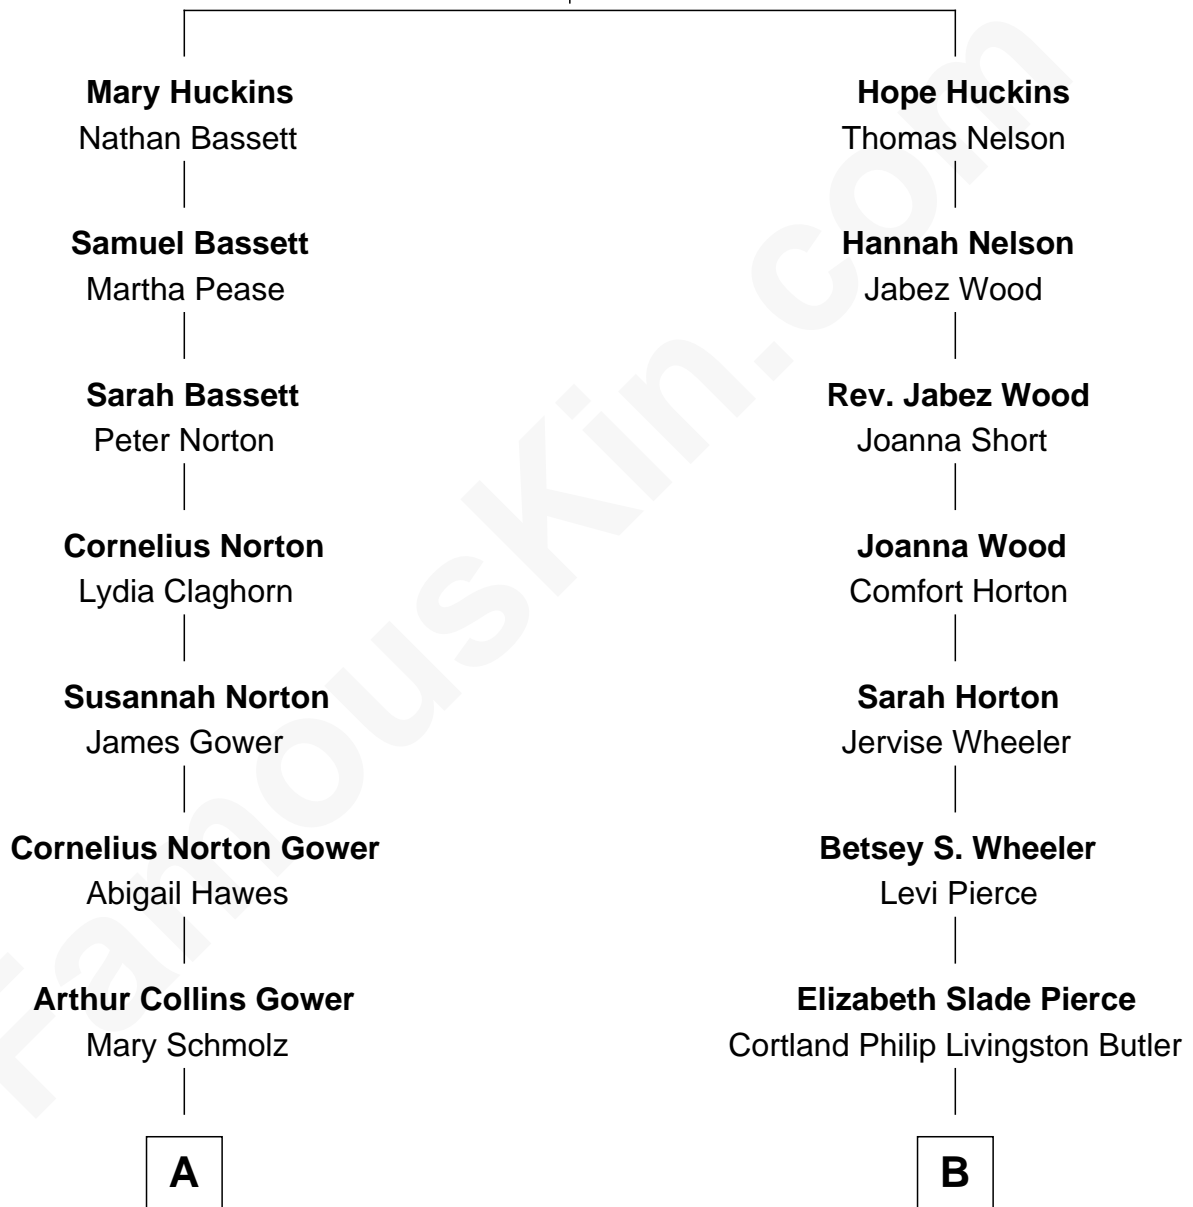 Mary Huckins
Nathan Bassett
Samuel Bassett
Martha Pease
Sarah Bassett
Peter Norton
Cornelius Norton
Lydia Claghorn
Susannah Norton
James Gower
Cornelius Norton Gower
Abigail Hawes
Arthur Collins Gower
Mary Schmolz
A
Hope Huckins
Thomas Nelson
Hannah Nelson
Jabez Wood
Rev. Jabez Wood
Joanna Short
Joanna Wood
Comfort Horton
Sarah Horton
Jervise Wheeler
Betsey S. Wheeler
Levi Pierce
Elizabeth Slade Pierce
Cortland Philip Livingston Butler
B
FamousKin.com